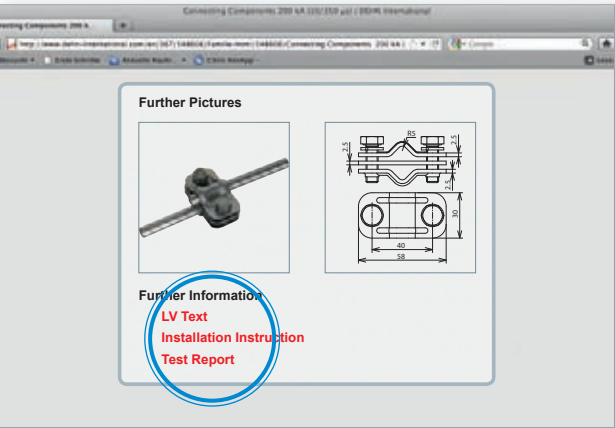 Connecting Components 200 kA (10/350 µs) | DEHN International
Further Pictures
R5
2.5
2.5
2.5
30
40
58
Further Information
LV Text
Installation Instruction
Test Report